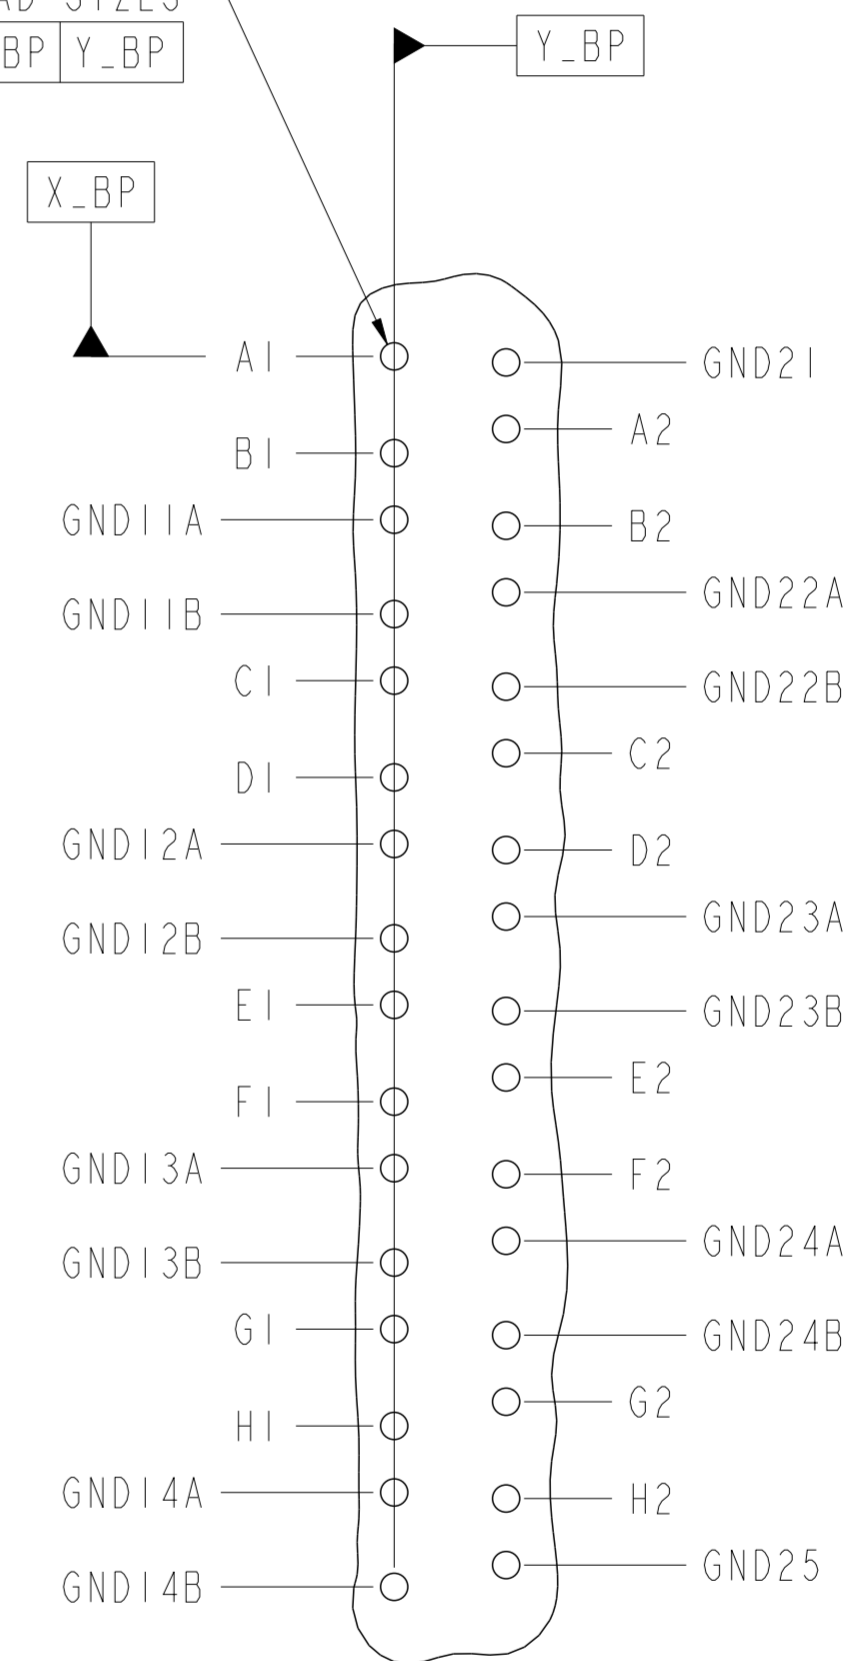 SIZES
BP Y_BP
Y_BP
X_BP
A1
GND21
A2
B1
GND11A
B2
GND22A
GND11B
C1
GND22B
C2
D1
GND12A
D2
GND23A
GND12B
E1
GND23B
E2
F1
GND13A
F2
GND24A
GND13B
G1
GND24B
G2
H1
GND14A
H2
GND25
GND14B